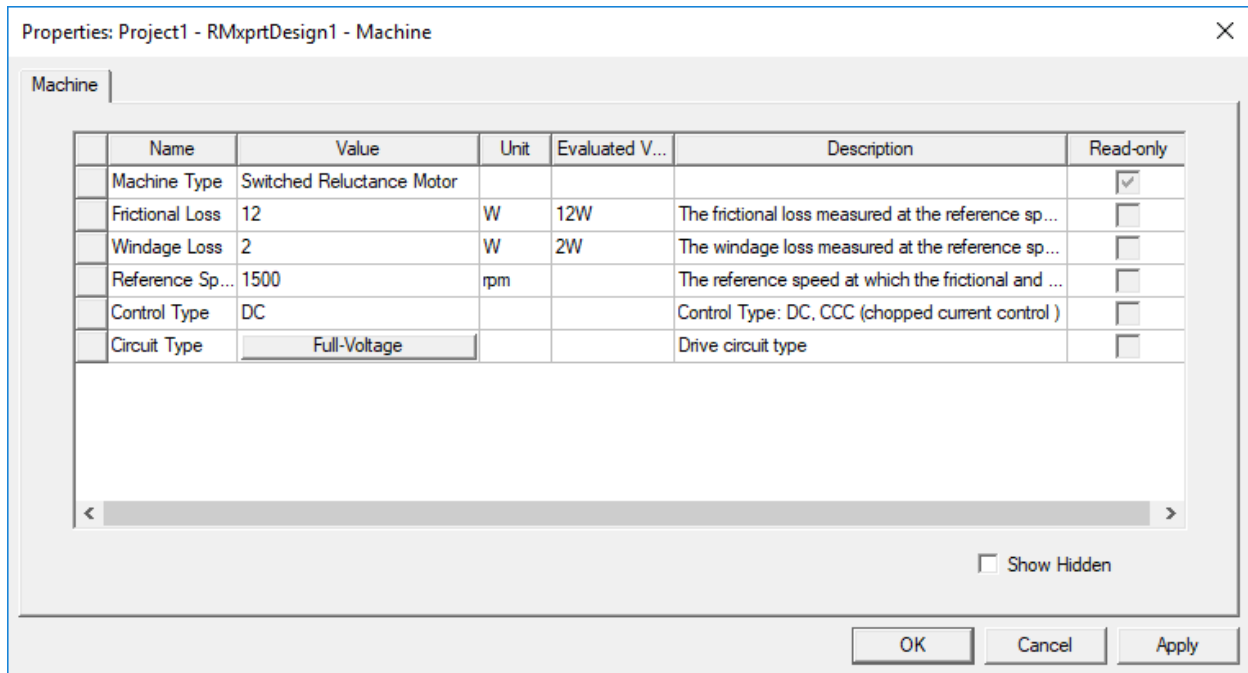 Properties: Project1 - RMxprtDesign1 - Machine
Machine
Name Value Unit Evaluated V... Description Read-only
Machine Type Switched Reluctance Motor
Frictional Loss 12 W 12W The frictional loss measured at the reference sp...
Windage Loss 2 W 2W The windage loss measured at the reference sp...
Reference Sp... 1500 rpm The reference speed at which the frictional and ...
Control Type DC Control Type: DC, CCC (chopped current control )
Circuit Type Full-Voltage Drive circuit type
Show Hidden
OK Cancel Apply